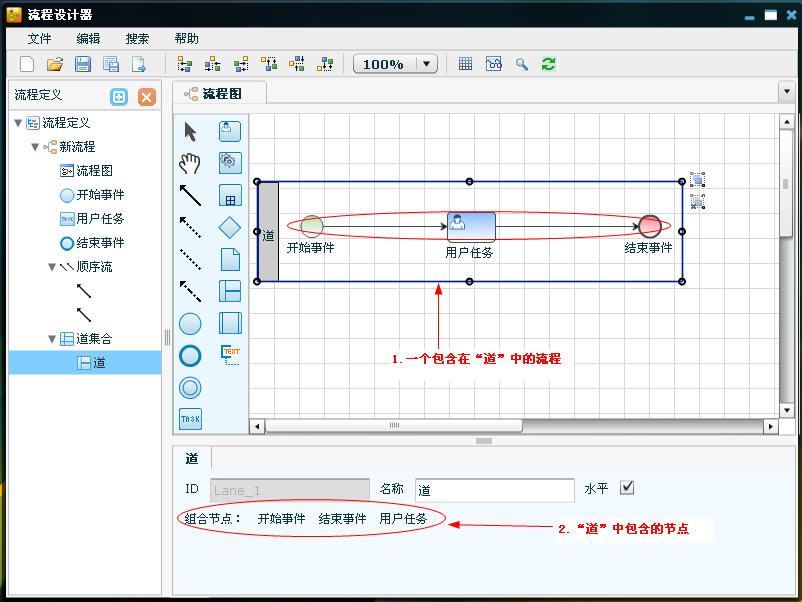 流程设计器
文件 编辑 搜索 帮助
100%
流程定义
流程图
流程定义
新流程
流程图
开始事件
TASK 用户任务
结束事件
顺序流
道集合
道
TEXT
TASK
道
开始事件
用户任务
结束事件
1.一个包含在“道”中的流程
道
ID Lane_1 名称 道 水平
组合节点： 开始事件 结束事件 用户任务
2.“道”中包含的节点